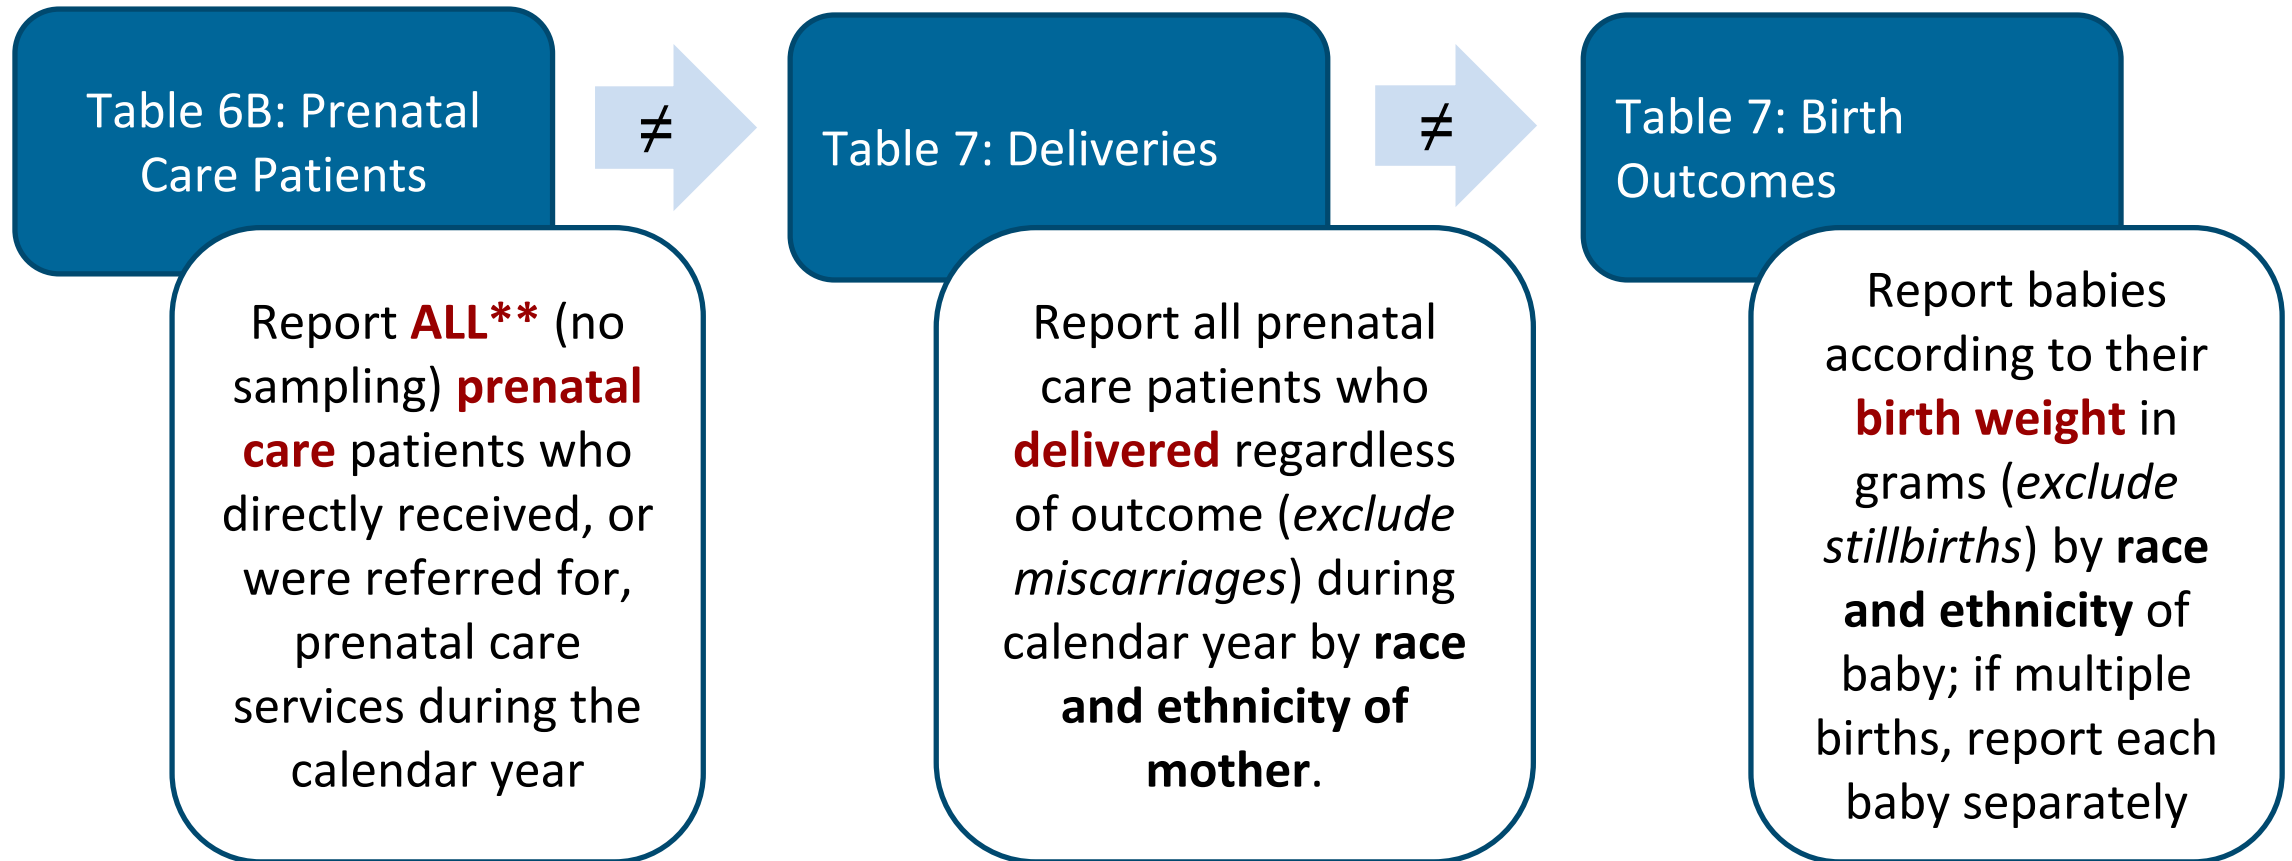 Table 6B: Prenatal
Care Patients
Report ALL** (no
sampling) prenatal
care patients who
directly received, or
were referred for,
prenatal care
services during the
calendar year
≠
Table 7: Deliveries
Report all prenatal
care patients who
delivered regardless
of outcome (exclude
miscarriages) during
calendar year by race
and ethnicity of
mother.
≠
Table 7: Birth
Outcomes
Report babies
according to their
birth weight in
grams (exclude
stillbirths) by race
and ethnicity of
baby; if multiple
births, report each
baby separately